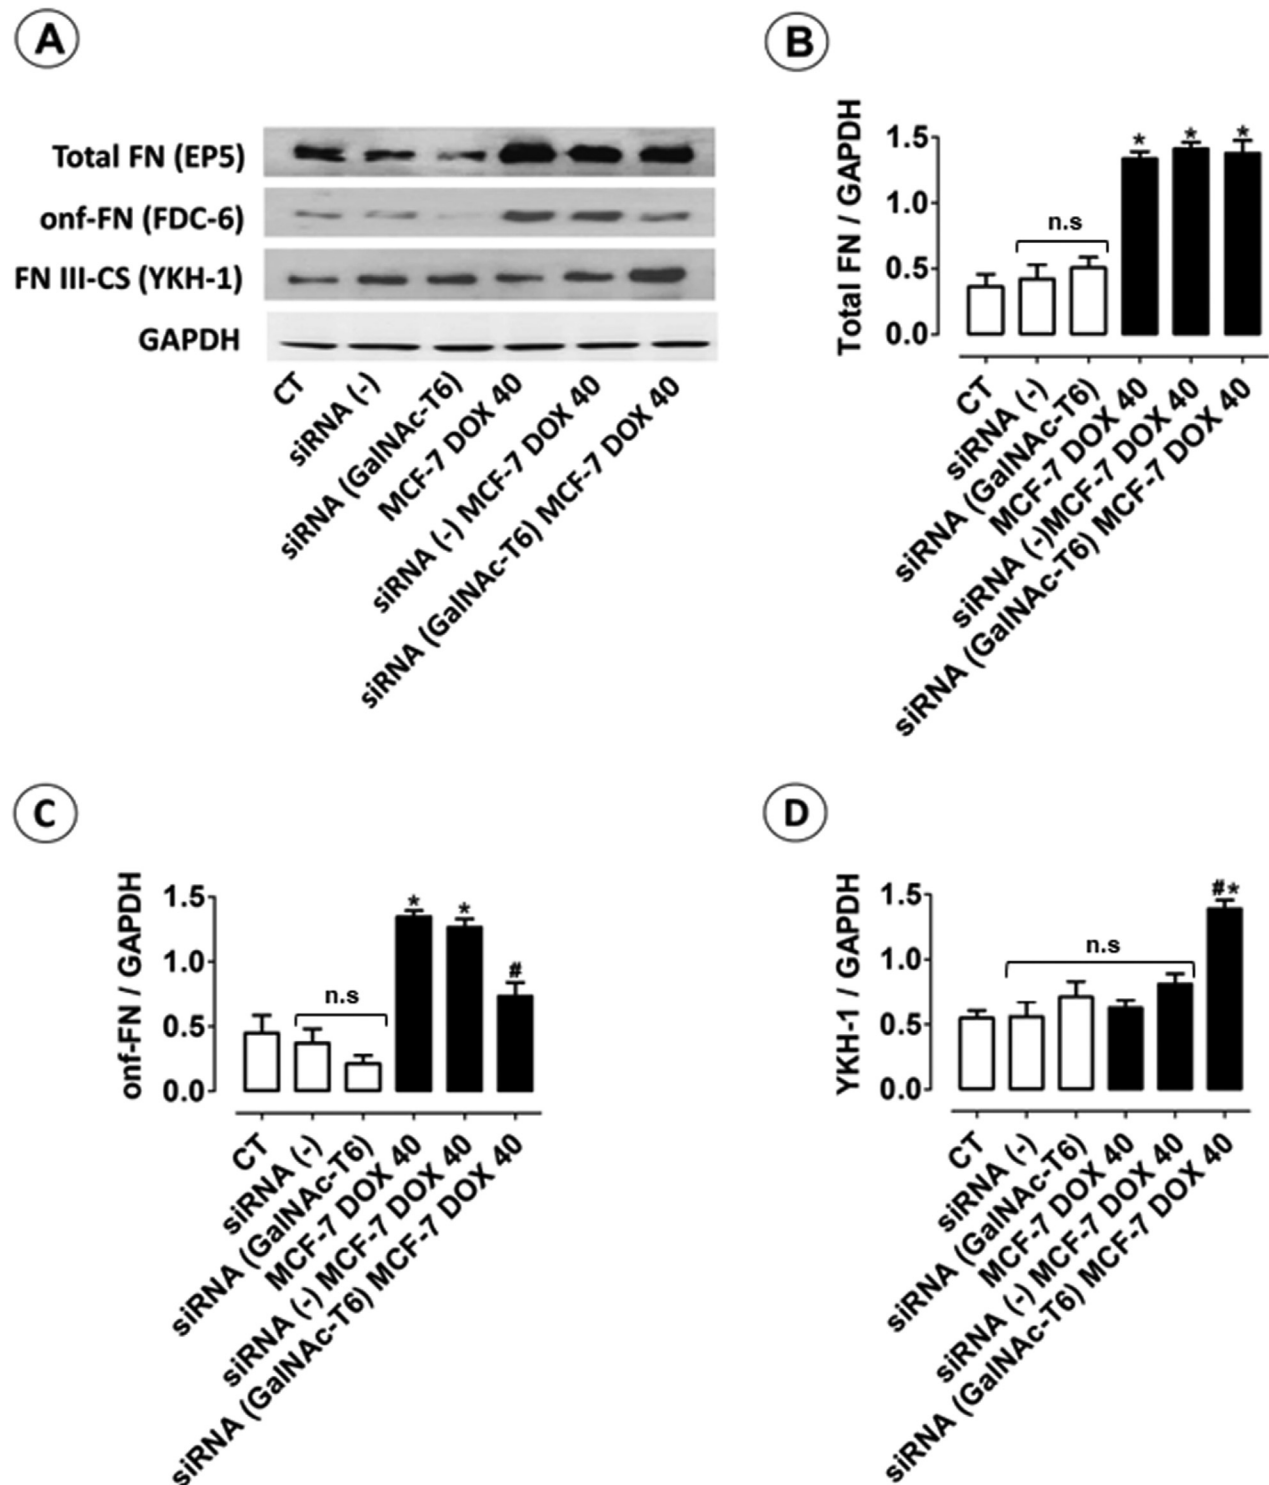 A
Total FN (EP5)
onf-FN (FDC-6)
FN III-CS (YKH-1)
GAPDH
CT
siRNA (-)
siRNA (GalNAc-T6)
MCF-7 DOX 40
siRNA (-) MCF-7 DOX 40
siRNA (GalNAc-T6) MCF-7 DOX 40
B
Total FN / GAPDH
1.5
1.0
0.5
0.0
n.s
*
*
*
CT
siRNA (-)
siRNA (GalNAc-T6)
MCF-7 DOX 40
siRNA (-)MCF-7 DOX 40
siRNA (GalNAc-T6) MCF-7 DOX 40
C
onf-FN / GAPDH
1.5
1.0
0.5
0.0
n.s
*
*
#
CT
siRNA (-)
siRNA (GalNAc-T6)
MCF-7 DOX 40
siRNA (-) MCF-7 DOX 40
siRNA (GalNAc-T6) MCF-7 DOX 40
D
YKH-1 / GAPDH
1.5
1.0
0.5
0.0
n.s
#*
CT
siRNA (-)
siRNA (GalNAc-T6)
MCF-7 DOX 40
siRNA (-) MCF-7 DOX 40
siRNA (GalNAc-T6) MCF-7 DOX 40